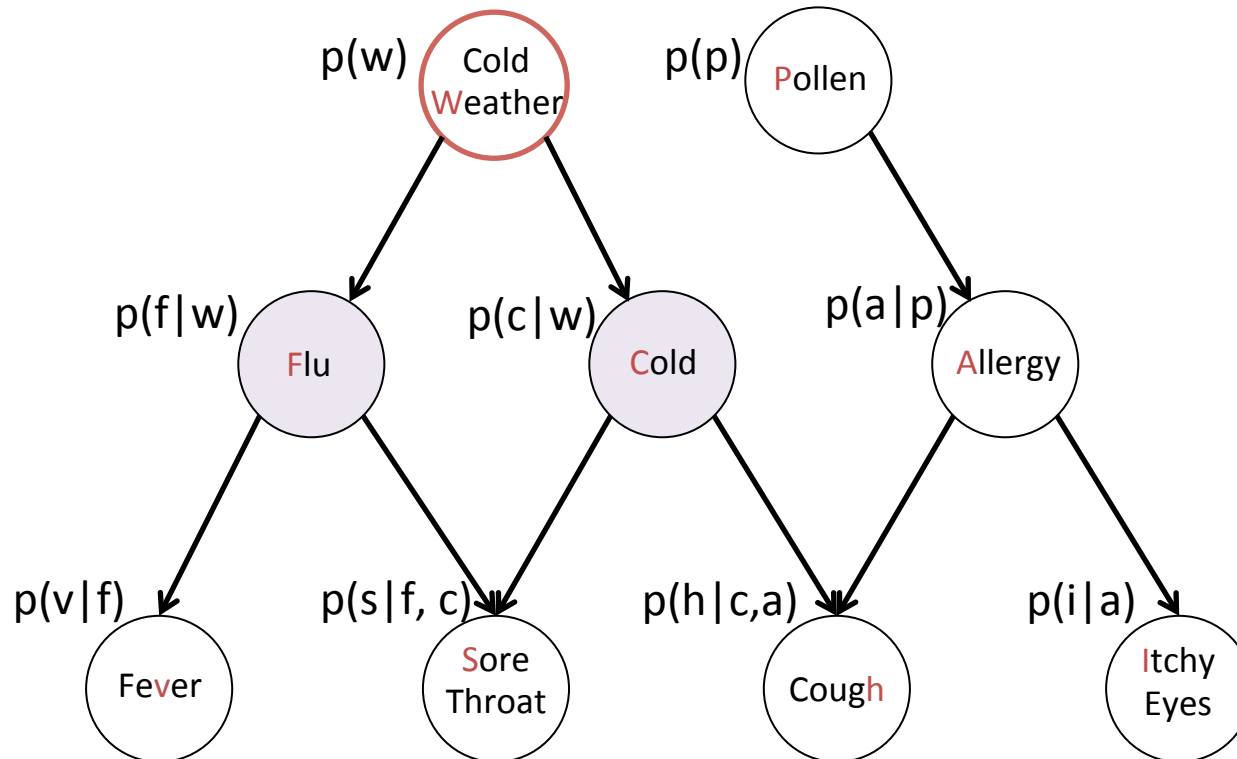 p(w)
Cold
Weather
p(p)
Pollen
p(f|w)
Flu
p(c|w)
Cold
p(a|p)
Allergy
p(v|f)
Fever
p(s|f, c)
Sore
Throat
p(h|c,a)
Cough
p(i|a)
Itchy
Eyes